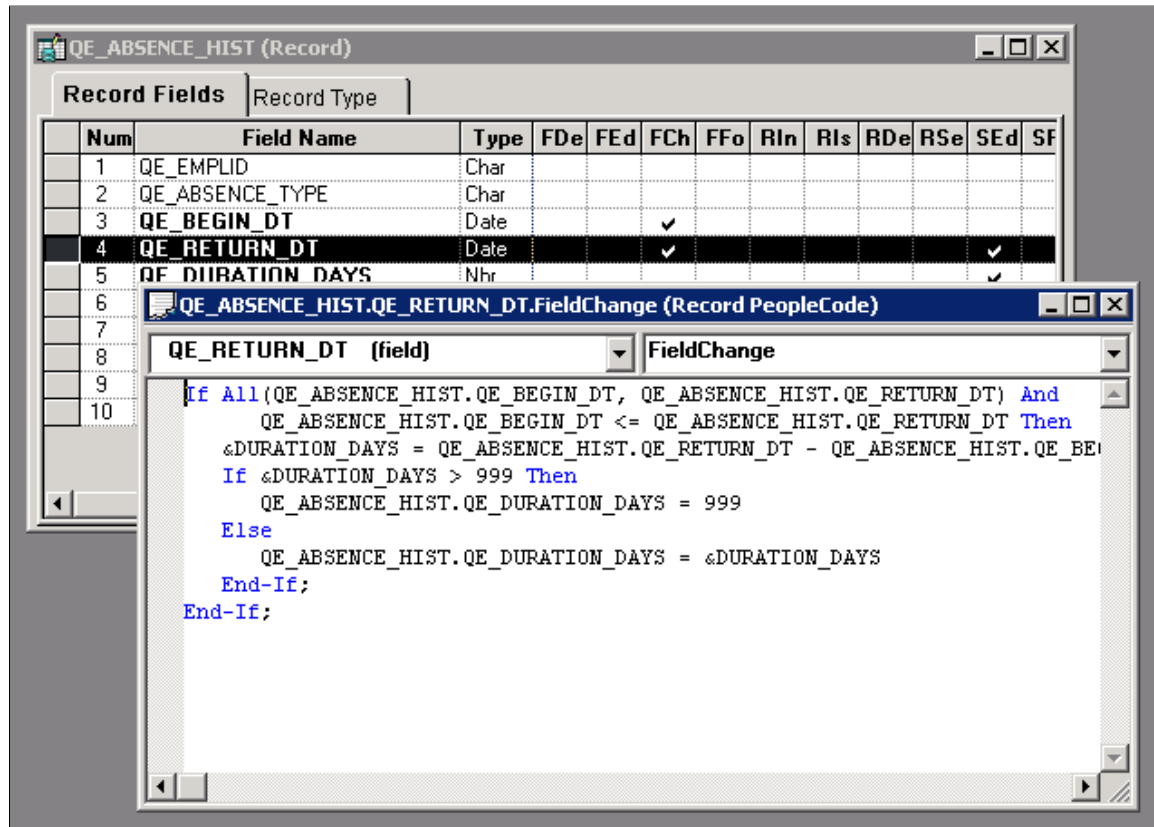 QE_ABSENCE_HIST (Record)
Record Fields Record Type
Num Field Name Type FDe FEd FCh FFo RIn RIs RDe RSe SEd SF
1 QE_EMPLID Char
2 QE_ABSENCE_TYPE Char
3 QE_BEGIN_DT Date
4 QE_RETURN_DT Date
5 QE_DURATION_DAYS Nbr
6
7
8
9
10
QE_ABSENCE_HIST.QE_RETURN_DT.FieldChange (Record PeopleCode)
QE_RETURN_DT (field) FieldChange
If All(QE_ABSENCE_HIST.QE_BEGIN_DT, QE_ABSENCE_HIST.QE_RETURN_DT) And
QE_ABSENCE_HIST.QE_BEGIN_DT <= QE_ABSENCE_HIST.QE_RETURN_DT Then
&DURATION_DAYS = QE_ABSENCE_HIST.QE_RETURN_DT - QE_ABSENCE_HIST.QE_BE
If &DURATION_DAYS > 999 Then
QE_ABSENCE_HIST.QE_DURATION_DAYS = 999
Else
QE_ABSENCE_HIST.QE_DURATION_DAYS = &DURATION_DAYS
End-If;
End-If;